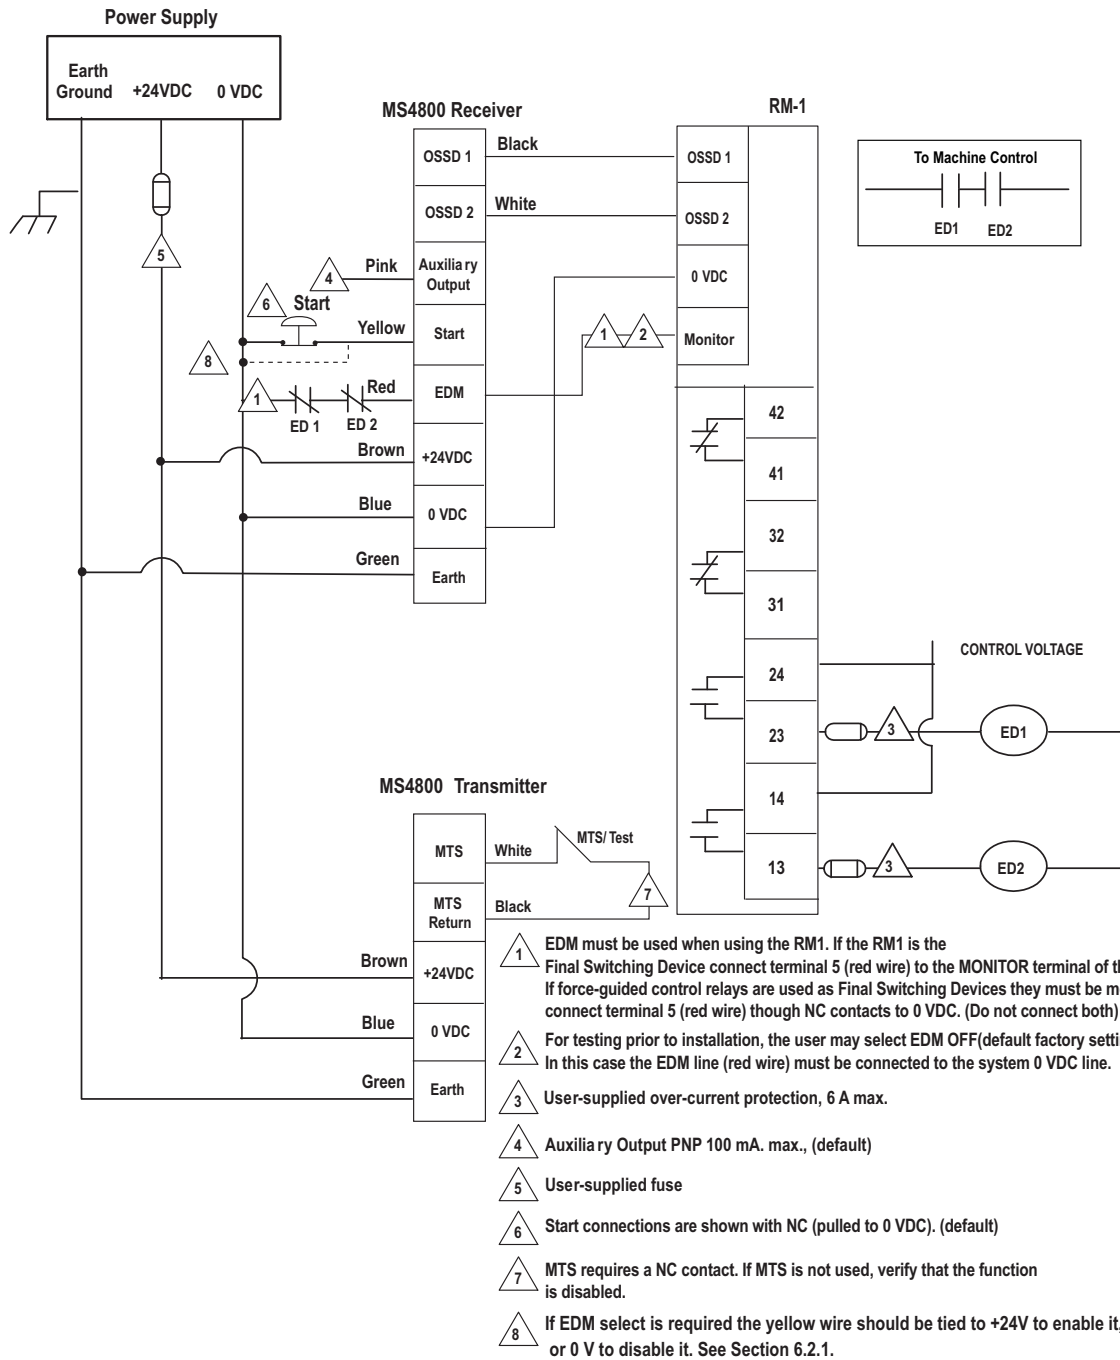 Power Supply
Earth Ground
+24VDC
0 VDC
MS4800 Receiver
RM-1
OSSD 1
Black
OSSD 1
To Machine Control
ED1
ED2
OSSD 2
White
OSSD 2
5
4
Pink
Auxilia ry Output
0 VDC
6
Start
Yellow
Start
1
2
Monitor
8
1
ED 1
ED 2
Red
EDM
42
Brown
+24VDC
41
Blue
0 VDC
32
Green
Earth
31
24
CONTROL VOLTAGE
23
3
ED1
14
13
3
ED2
MS4800 Transmitter
MTS
White
MTS/ Test
7
MTS Return
Black
Brown
+24VDC
Blue
0 VDC
Green
Earth
1
EDM must be used when using the RM1. If the RM1 is the
Final Switching Device connect terminal 5 (red wire) to the MONITOR terminal of
If force-guided control relays are used as Final Switching Devices they must be
connect terminal 5 (red wire) though NC contacts to 0 VDC. (Do not connect both)
2
For testing prior to installation, the user may select EDM OFF(default factory
In this case the EDM line (red wire) must be connected to the system 0 VDC line.
3
User-supplied over-current protection, 6 A max.
4
Auxilia ry Output PNP 100 mA. max., (default)
5
User-supplied fuse
6
Start connections are shown with NC (pulled to 0 VDC). (default)
7
MTS requires a NC contact. If MTS is not used, verify that the function
is disabled.
8
If EDM select is required the yellow wire should be tied to +24V to enable it,
or 0 V to disable it. See Section 6.2.1.